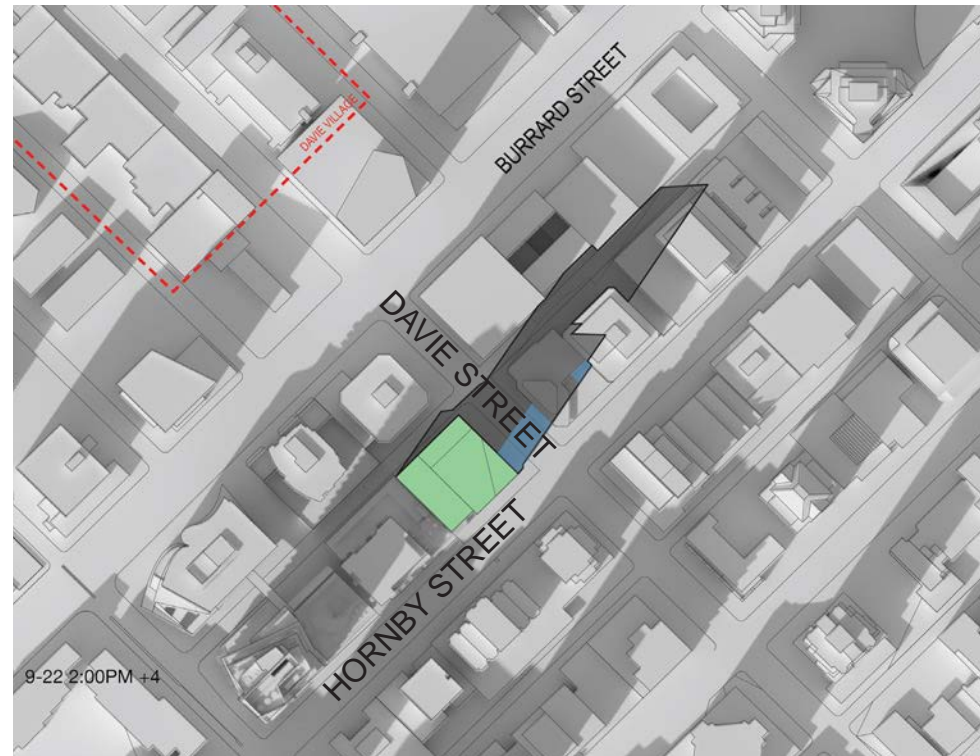 BURRARD STREET
DAVIE VILLAGE
DAVIE STREET
HORNBY STREET
9-22 2:00PM +4